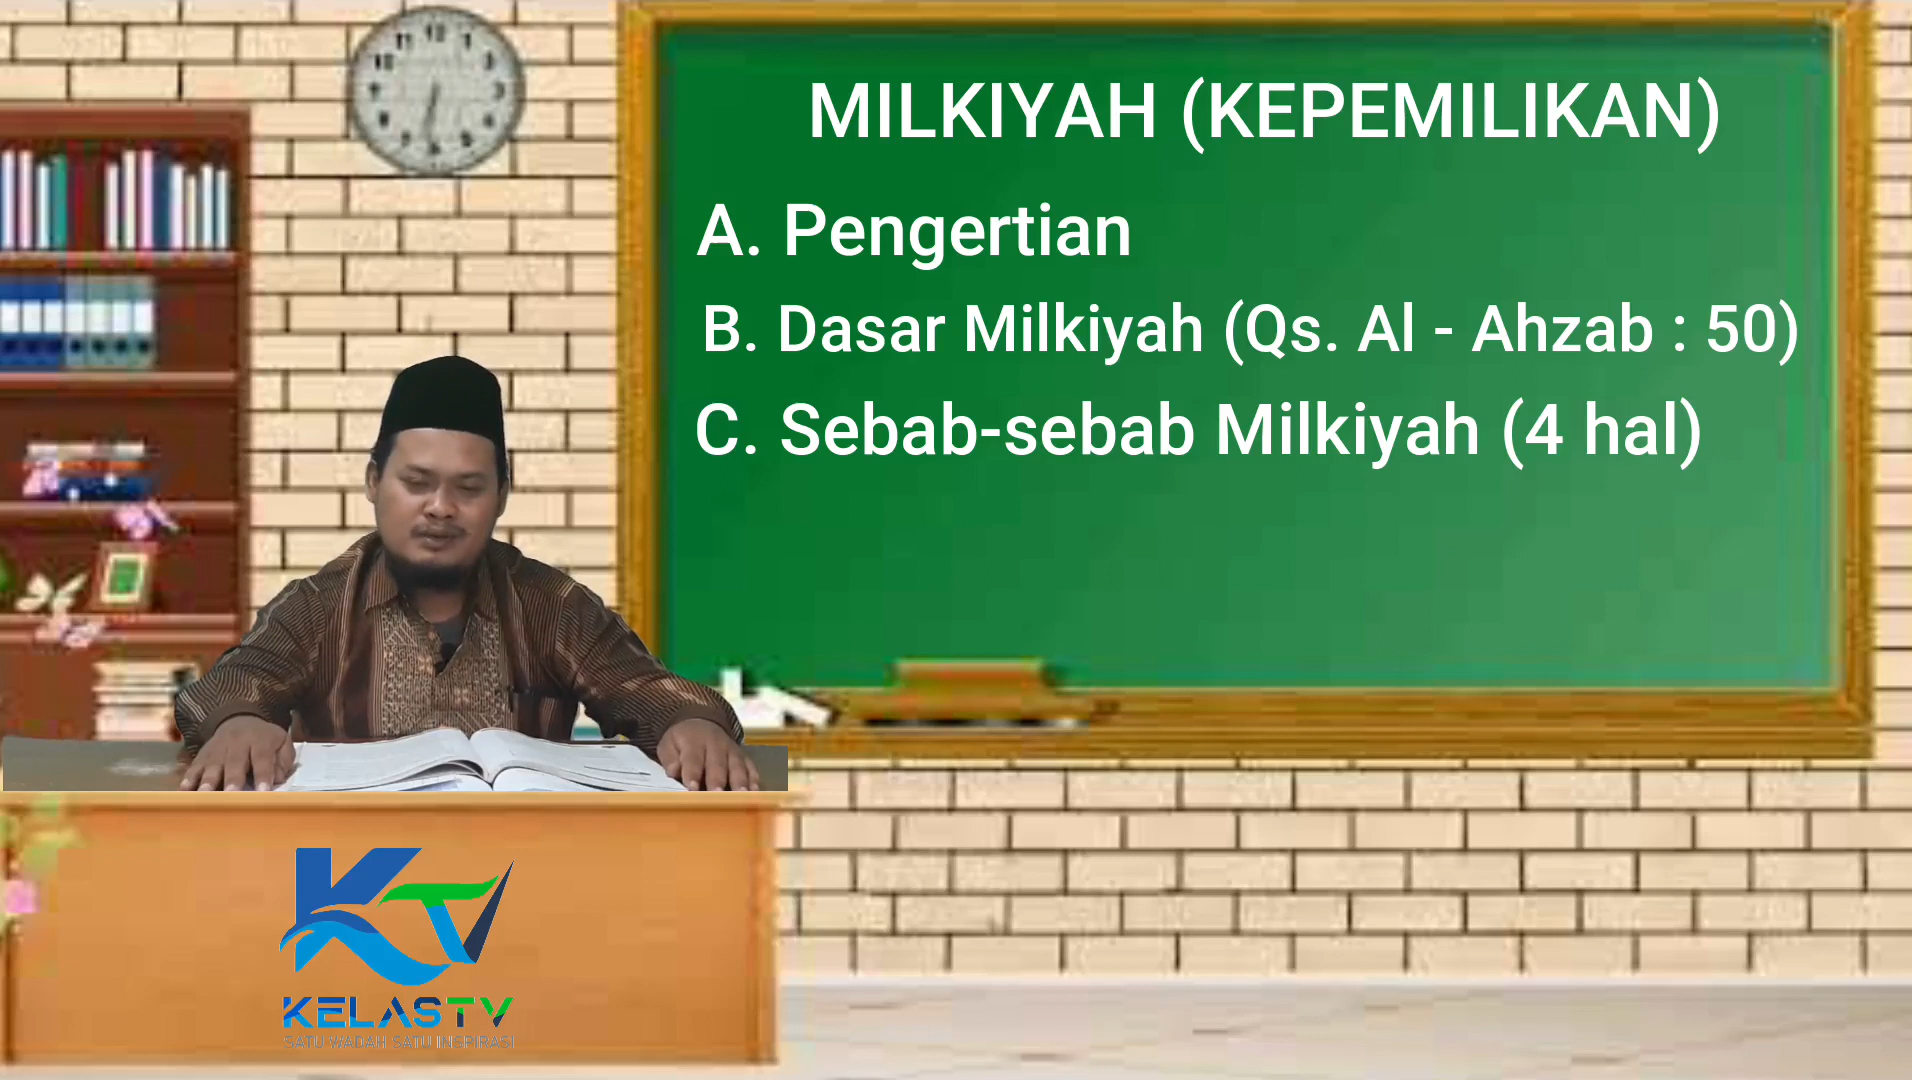 MILKIYAH (KEPEMILIKAN)
A. Pengertian
B. Dasar Milkiyah (Qs. Al - Ahzab : 50)
C. Sebab-sebab Milkiyah (4 hal)
KTV
KELASTV
SATU WADAH SATU INSPIRASI